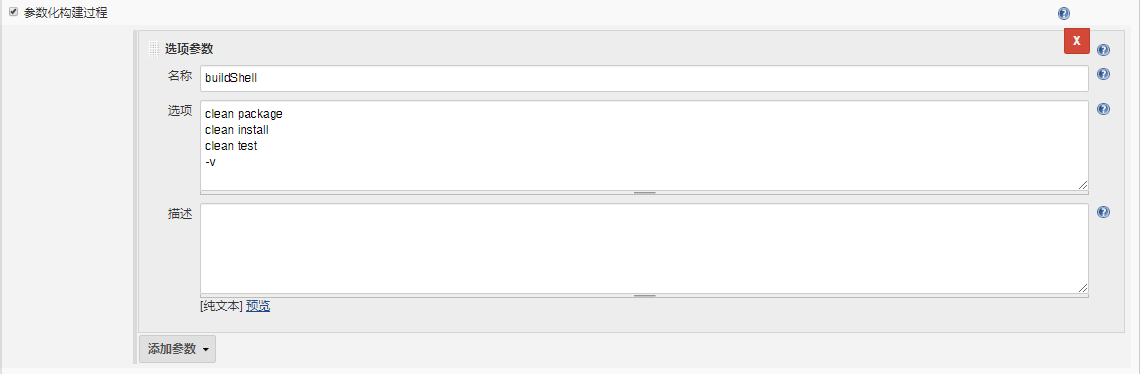 参数化构建过程
选项参数
X
名称
buildShell
选项
clean package
clean install
clean test
-v
描述
[纯文本] 预览
添加参数